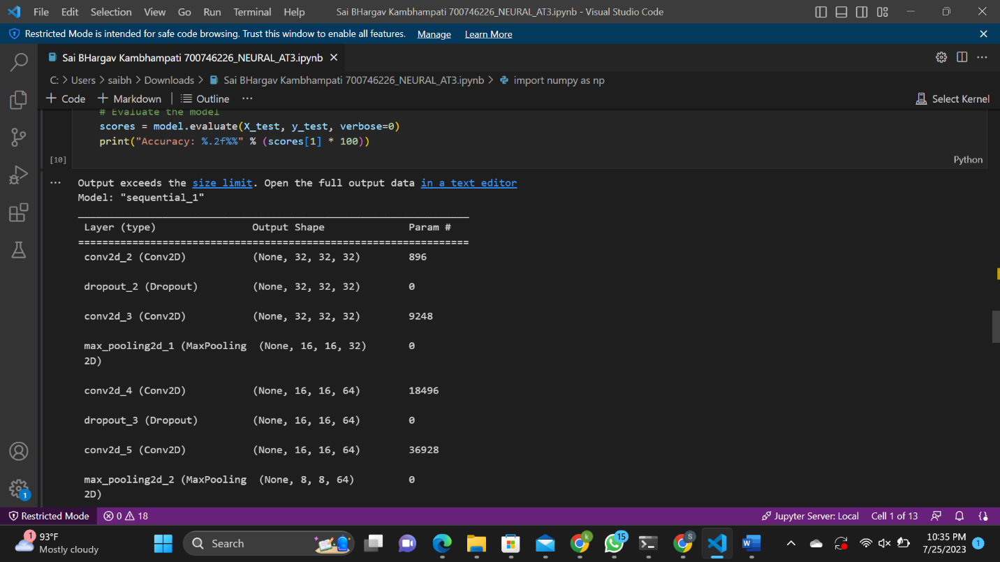 File Edit Selection View Go Run Terminal Help Sai BHargav Kambhampati 700746226_NEURAL_AT3.ipynb - Visual Studio Code
Restricted Mode is intended for safe code browsing. Trust this window to enable all features. Manage Learn More
Sai BHargav Kambhampati 700746226_NEURAL_AT3.ipynb
C: > Users > saibh > Downloads > Sai BHargav Kambhampati 700746226_NEURAL_AT3.ipynb > import numpy as np
+ Code + Markdown Outline ... Select Kernel
# Evaluate the model
scores = model.evaluate(X_test, y_test, verbose=0)
print("Accuracy: %.2f%%" % (scores[1] * 100))
[10] Python
... Output exceeds the size limit. Open the full output data in a text editor
Model: "sequential_1"
_________________________________________________________________
Layer (type) Output Shape Param #
=================================================================
conv2d_2 (Conv2D) (None, 32, 32, 32) 896
dropout_2 (Dropout) (None, 32, 32, 32) 0
conv2d_3 (Conv2D) (None, 32, 32, 32) 9248
max_pooling2d_1 (MaxPooling (None, 16, 16, 32) 0
2D)
conv2d_4 (Conv2D) (None, 16, 16, 64) 18496
dropout_3 (Dropout) (None, 16, 16, 64) 0
conv2d_5 (Conv2D) (None, 16, 16, 64) 36928
max_pooling2d_2 (MaxPooling (None, 8, 8, 64) 0
2D)
1
Restricted Mode 0 18 Jupyter Server: Local Cell 1 of 13
1 93°F
Mostly cloudy
Search
k 15 S W
10:35 PM
7/25/2023 1